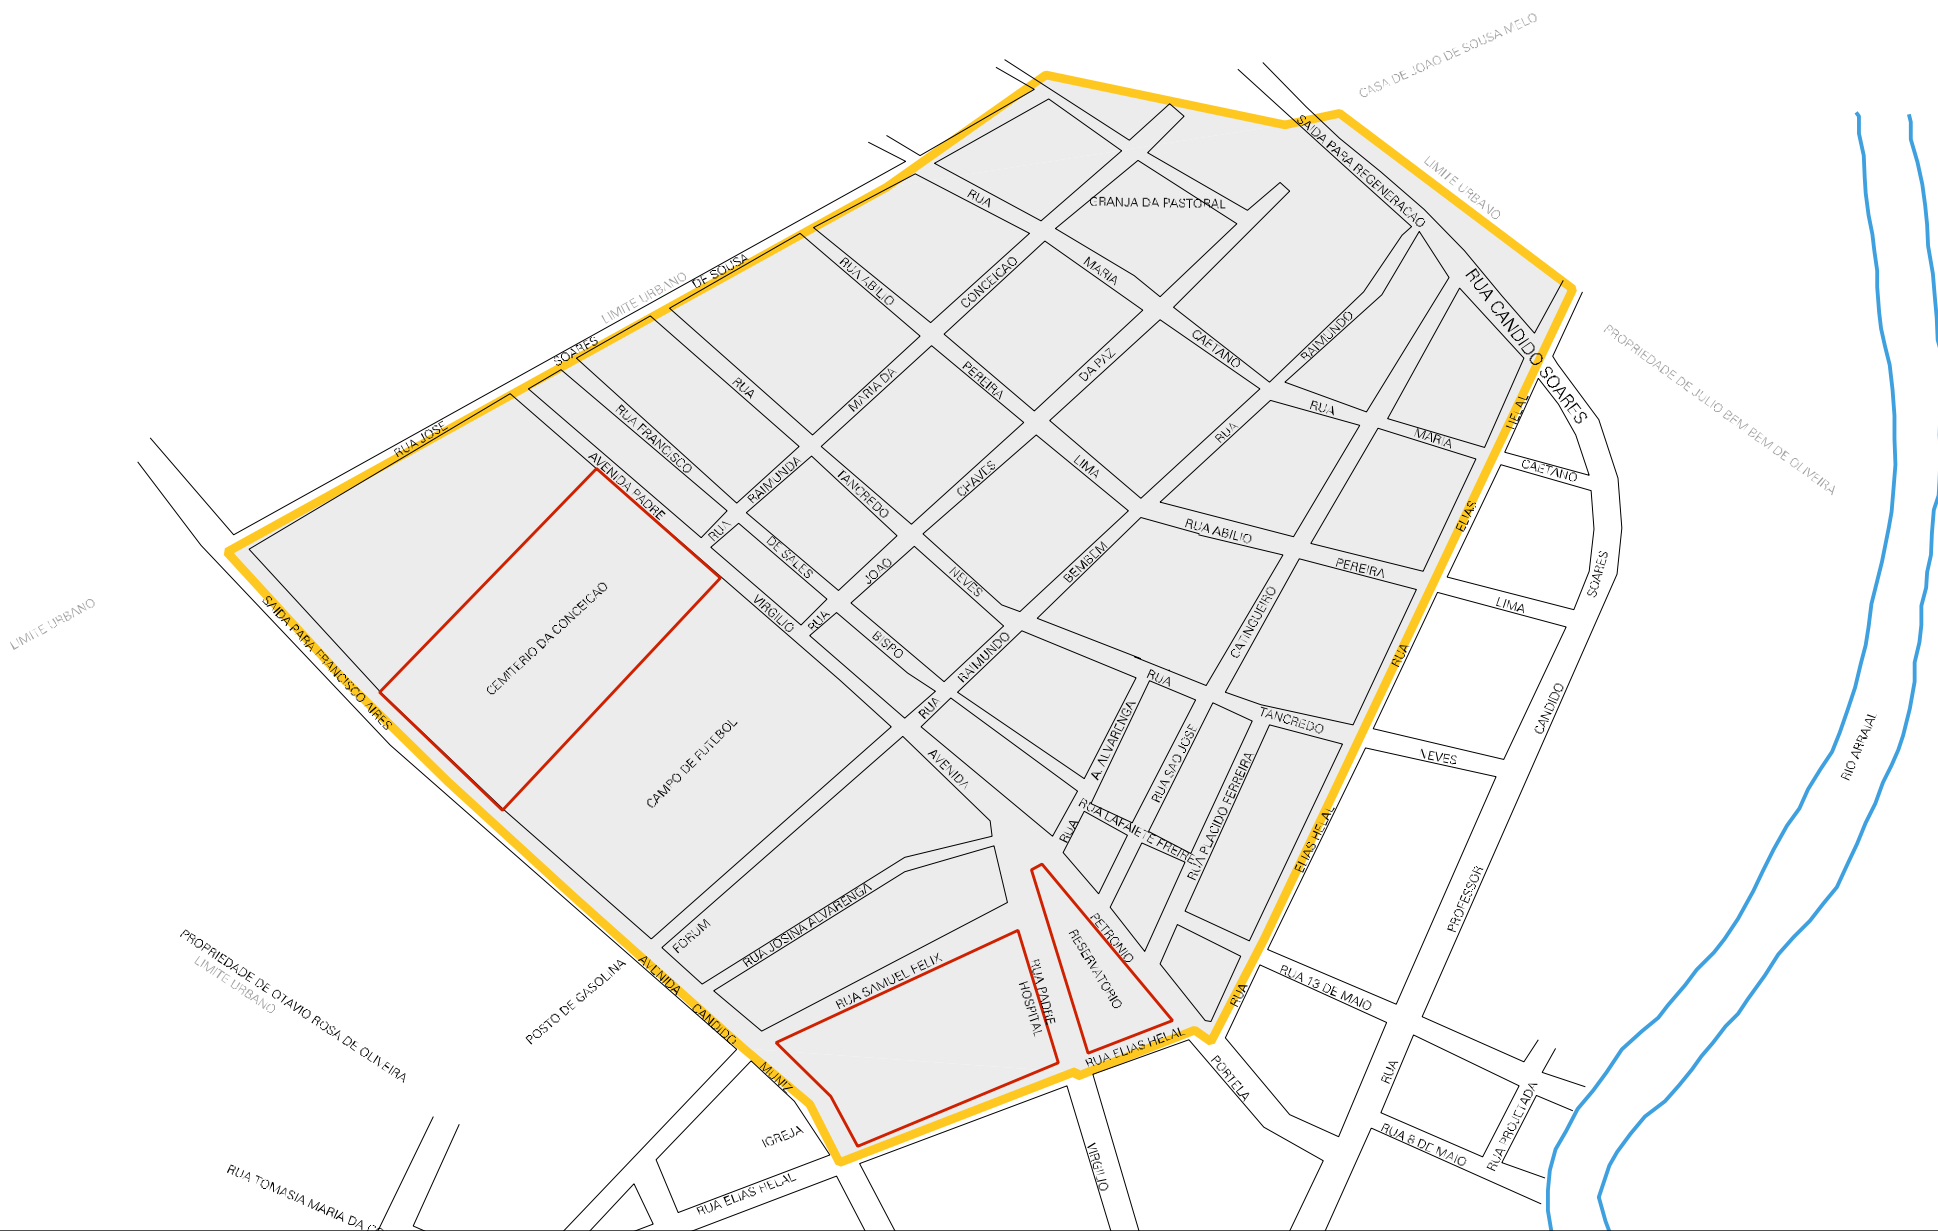 CASA DE JOAO DE SOUSA MELO
SAIDA PARA REGENERACAO
LIMITE URBANO
RUA
GRANJA DA PASTORAL
LIMITE URBANO
DE SOUSA
RUA ABILIO
CONCEICAO
MARIA
RUA CANDIDO SOARES
PROPRIEDADE DE JULIO BEM BEM DE OLIVEIRA
SOARES
RUA
MARIA DA
PEREIRA
DA PAZ
CAETANO
RAIMUNDO
RUA
MARIA
HELAL
CAETANO
RUA JOSE
RUA FRANCISCO
AVENIDA PADRE
RAIMUNDA
TANCREDO
CHAVES
LIMA
RUA
RUA ABILIO
ELIAS
RUA
DE SALES
JOAO
NEVES
BEMBEM
PEREIRA
SOARES
LIMA
LIMITE URBANO
SAIDA PARA FRANCISCO AIRES
CEMITERIO DA CONCEICAO
VIRGILIO
RUA
BISPO
RAIMUNDO
CATINGUEIRO
RUA
RUA
TANCREDO
CANDIDO
NEVES
RIO ARRAIAL
CAMPO DE FUTEBOL
RUA
AVENIDA
A. ALVARENGA
RUA SAO JOSE
RUA PLACIDO FERREIRA
RUA LAFAIETE FREIRE
RUA
ELIAS HELAL
PROFESSOR
FORUM
RUA JOSINA ALVARENGA
PETRONIO
RESERVATORIO
RUA SAMUEL FELIX
RUA PADRE
HOSPITAL
RUA
RUA 13 DE MAIO
PROPRIEDADE DE OTAVIO ROSA DE OLIVEIRA
LIMITE URBANO
POSTO DE GASOLINA
AVENIDA
CANDIDO
MUNIZ
RUA ELIAS HELAL
PORTELA
RUA
RUA PROJETADA
RUA 8 DE MAIO
IGREJA
RUA ELIAS HELAL
VIRGILIO
RUA TOMASIA MARIA DA